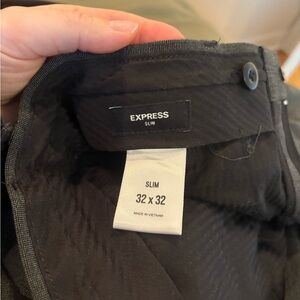 EXPRESS
SLIM
SLIM
32 x 32
MADE IN VIETNAM